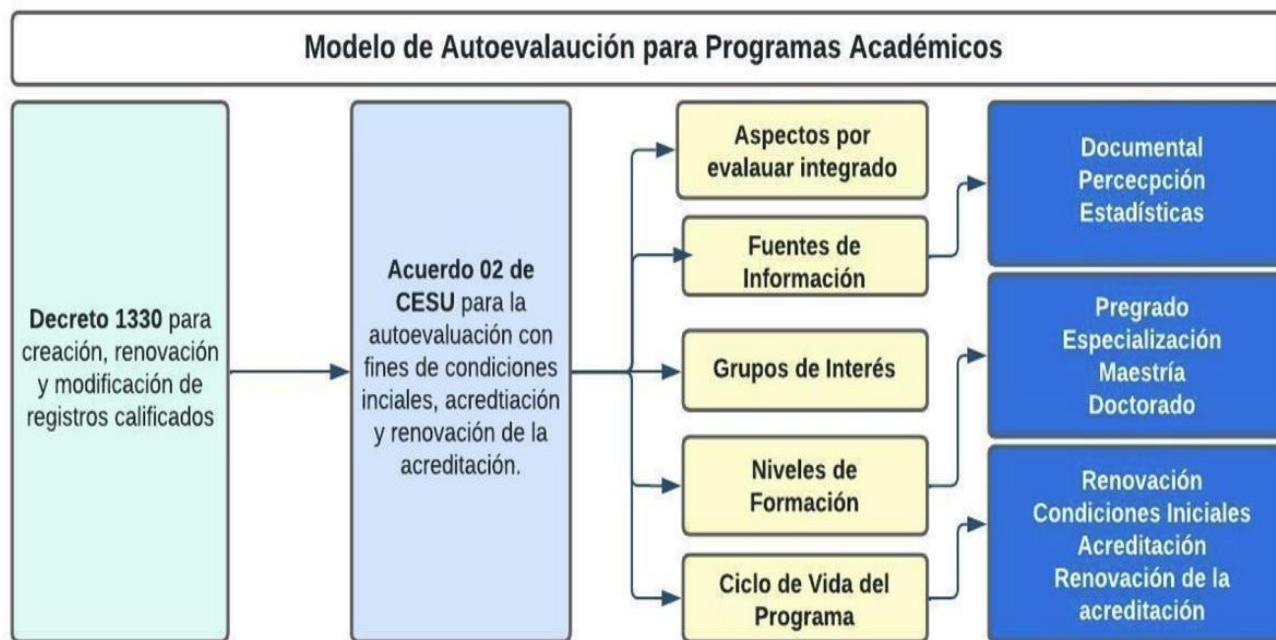 Modelo de Autoevalaución para Programas Académicos
Decreto 1330 para
creación, renovación
y modificación de
registros calificados
Acuerdo 02 de
CESU para la
autoevaluación con
fines de condiciones
inciales, acredtiación
y renovación de la
acreditación.
Aspectos por
evalauar integrado
Fuentes de
Información
Grupos de Interés
Niveles de
Formación
Ciclo de Vida del
Programa
Documental
Percecpción
Estadísticas
Pregrado
Especialización
Maestría
Doctorado
Renovación
Condiciones Iniciales
Acreditación
Renovación de la
acreditación